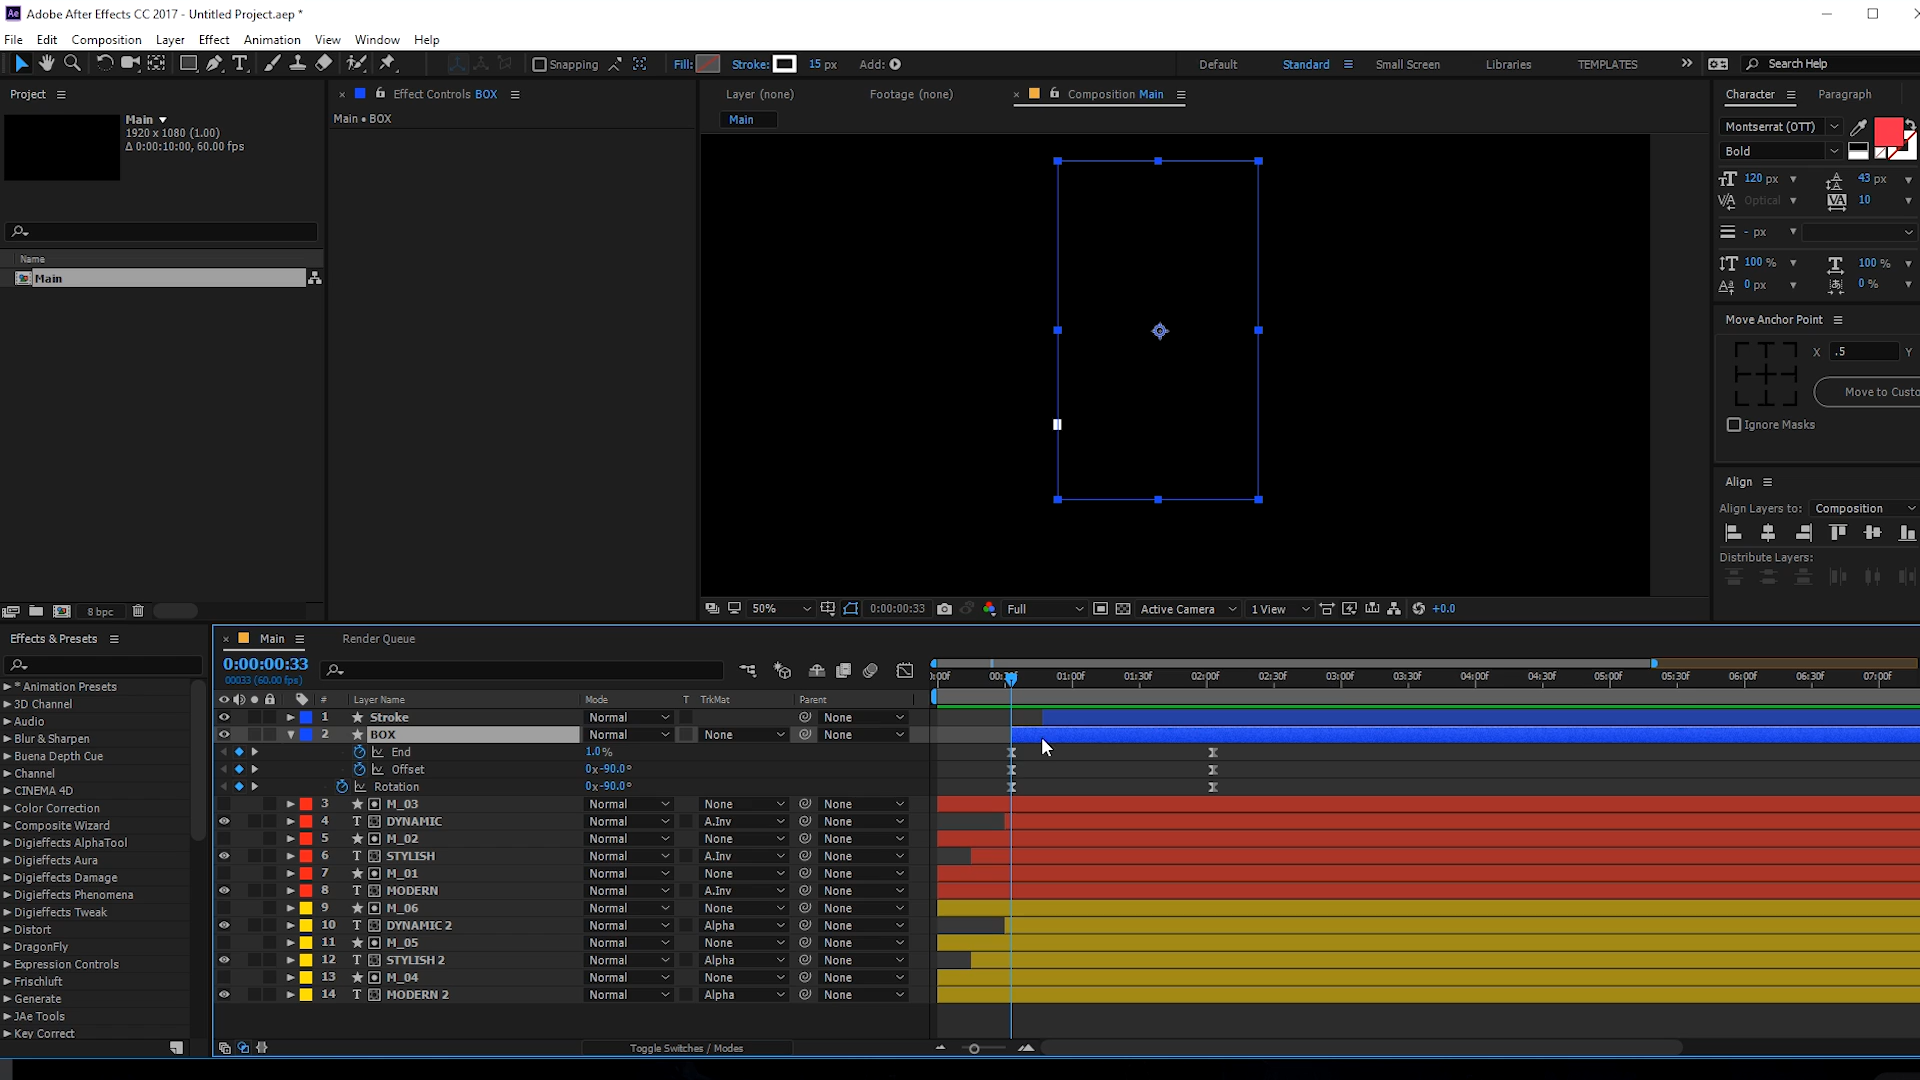 Adobe After Effects CC 2017 - Untitled Project.aep *
File Edit Composition Layer Effect Animation View Window Help
Snapping Fill: Stroke: 15 px Add: Default Standard Small Screen Libraries TEMPLATES Search Help
Project Effect Controls BOX Layer (none) Footage (none) Composition Main Character Paragraph
Main 1920 x 1080 (1.00) Δ 0:00:10:00, 60.00 fps
Main • BOX
Main
Montserrat (OTT)
Bold
120 px 43 px
Optical 10
- px
100 % 100 %
0 px 0 %
Name
Main
Move Anchor Point
X .5 Y
Move to Custo
Ignore Masks
Align
Align Layers to: Composition
Distribute Layers:
8 bpc
50% 0:00:00:33 Full Active Camera 1 View +0.0
Effects & Presets
* Animation Presets
3D Channel
Audio
Blur & Sharpen
Buena Depth Cue
Channel
CINEMA 4D
Color Correction
Composite Wizard
Digieffects AlphaTool
Digieffects Aura
Digieffects Damage
Digieffects Phenomena
Digieffects Tweak
Distort
DragonFly
Expression Controls
Frischluft
Generate
JAe Tools
Key Correct
Main Render Queue
0:00:00:33
00033 (60.00 fps)
01:00f 01:30f 02:00f 02:30f 03:00f 03:30f 04:00f 04:30f 05:00f 05:30f 06:00f 06:30f 07:00f
# Layer Name Mode T TrkMat Parent
1 Stroke Normal None
2 BOX Normal None None
End 1.0%
Offset 0x-90.0°
Rotation 0x-90.0°
3 M_03 Normal None None
4 T DYNAMIC Normal A.Inv None
5 M_02 Normal None None
6 T STYLISH Normal A.Inv None
7 M_01 Normal None None
8 T MODERN Normal A.Inv None
9 M_06 Normal None None
10 T DYNAMIC 2 Normal Alpha None
11 M_05 Normal None None
12 T STYLISH 2 Normal Alpha None
13 M_04 Normal None None
14 T MODERN 2 Normal Alpha None
Toggle Switches / Modes